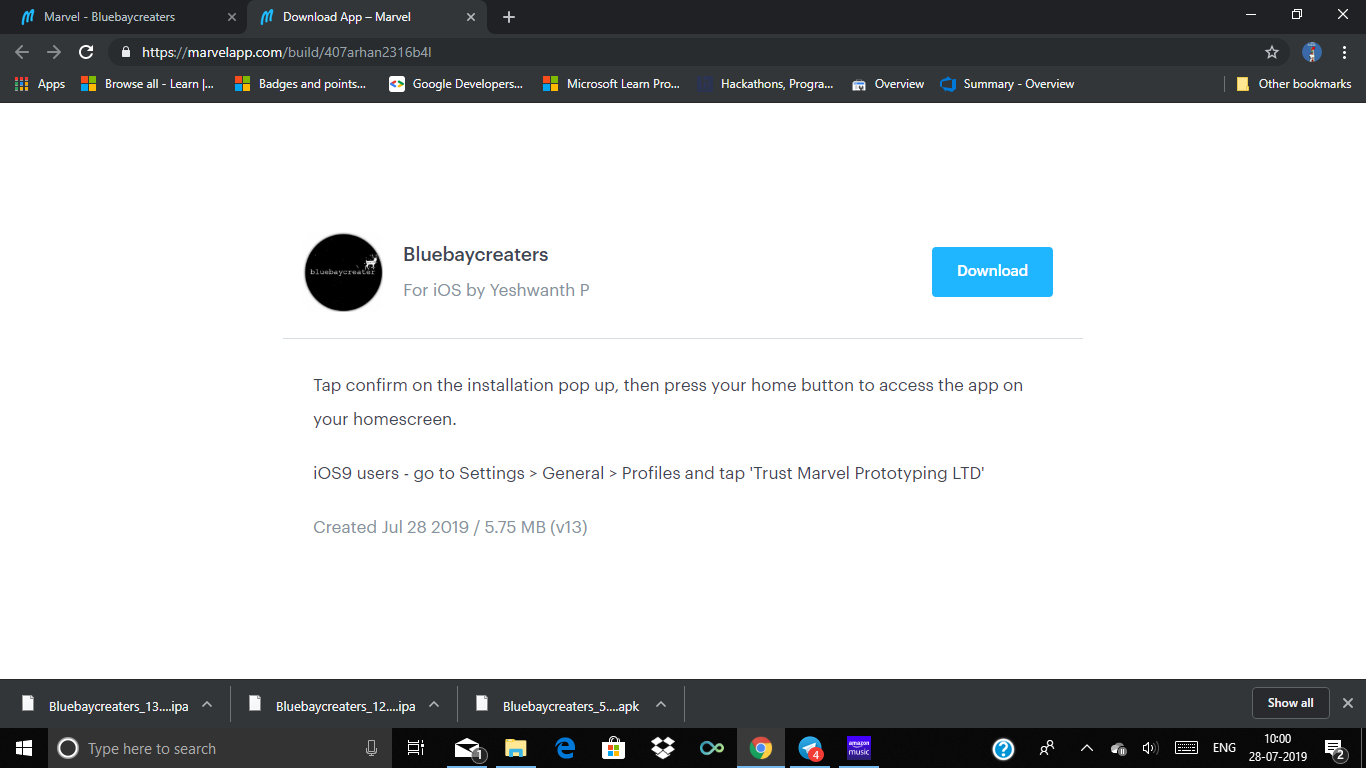 Marvel - Bluebaycreaters
Download App – Marvel
https://marvelapp.com/build/407arhan2316b4l
Apps
Browse all - Learn |...
Badges and points...
Google Developers...
Microsoft Learn Pro...
Hackathons, Progra...
Overview
Summary - Overview
Other bookmarks
bluebaycreater
Bluebaycreaters
For iOS by Yeshwanth P
Download
Tap confirm on the installation pop up, then press your home button to access the app on
your homescreen.
iOS9 users - go to Settings > General > Profiles and tap 'Trust Marvel Prototyping LTD'
Created Jul 28 2019 / 5.75 MB (v13)
Bluebaycreaters_13....ipa
Bluebaycreaters_12....ipa
Bluebaycreaters_5....apk
Show all
Type here to search
1
4
amazon
music
ENG
10:00
28-07-2019
2